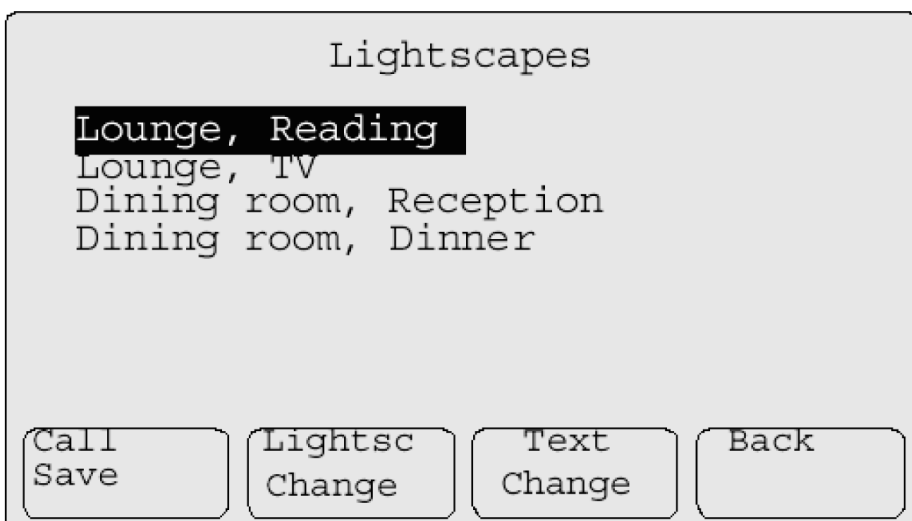 Lightscapes
Lounge, Reading
Lounge, TV
Dining room, Reception
Dining room, Dinner
Call
Save
Lightsc
Change
Text
Change
Back